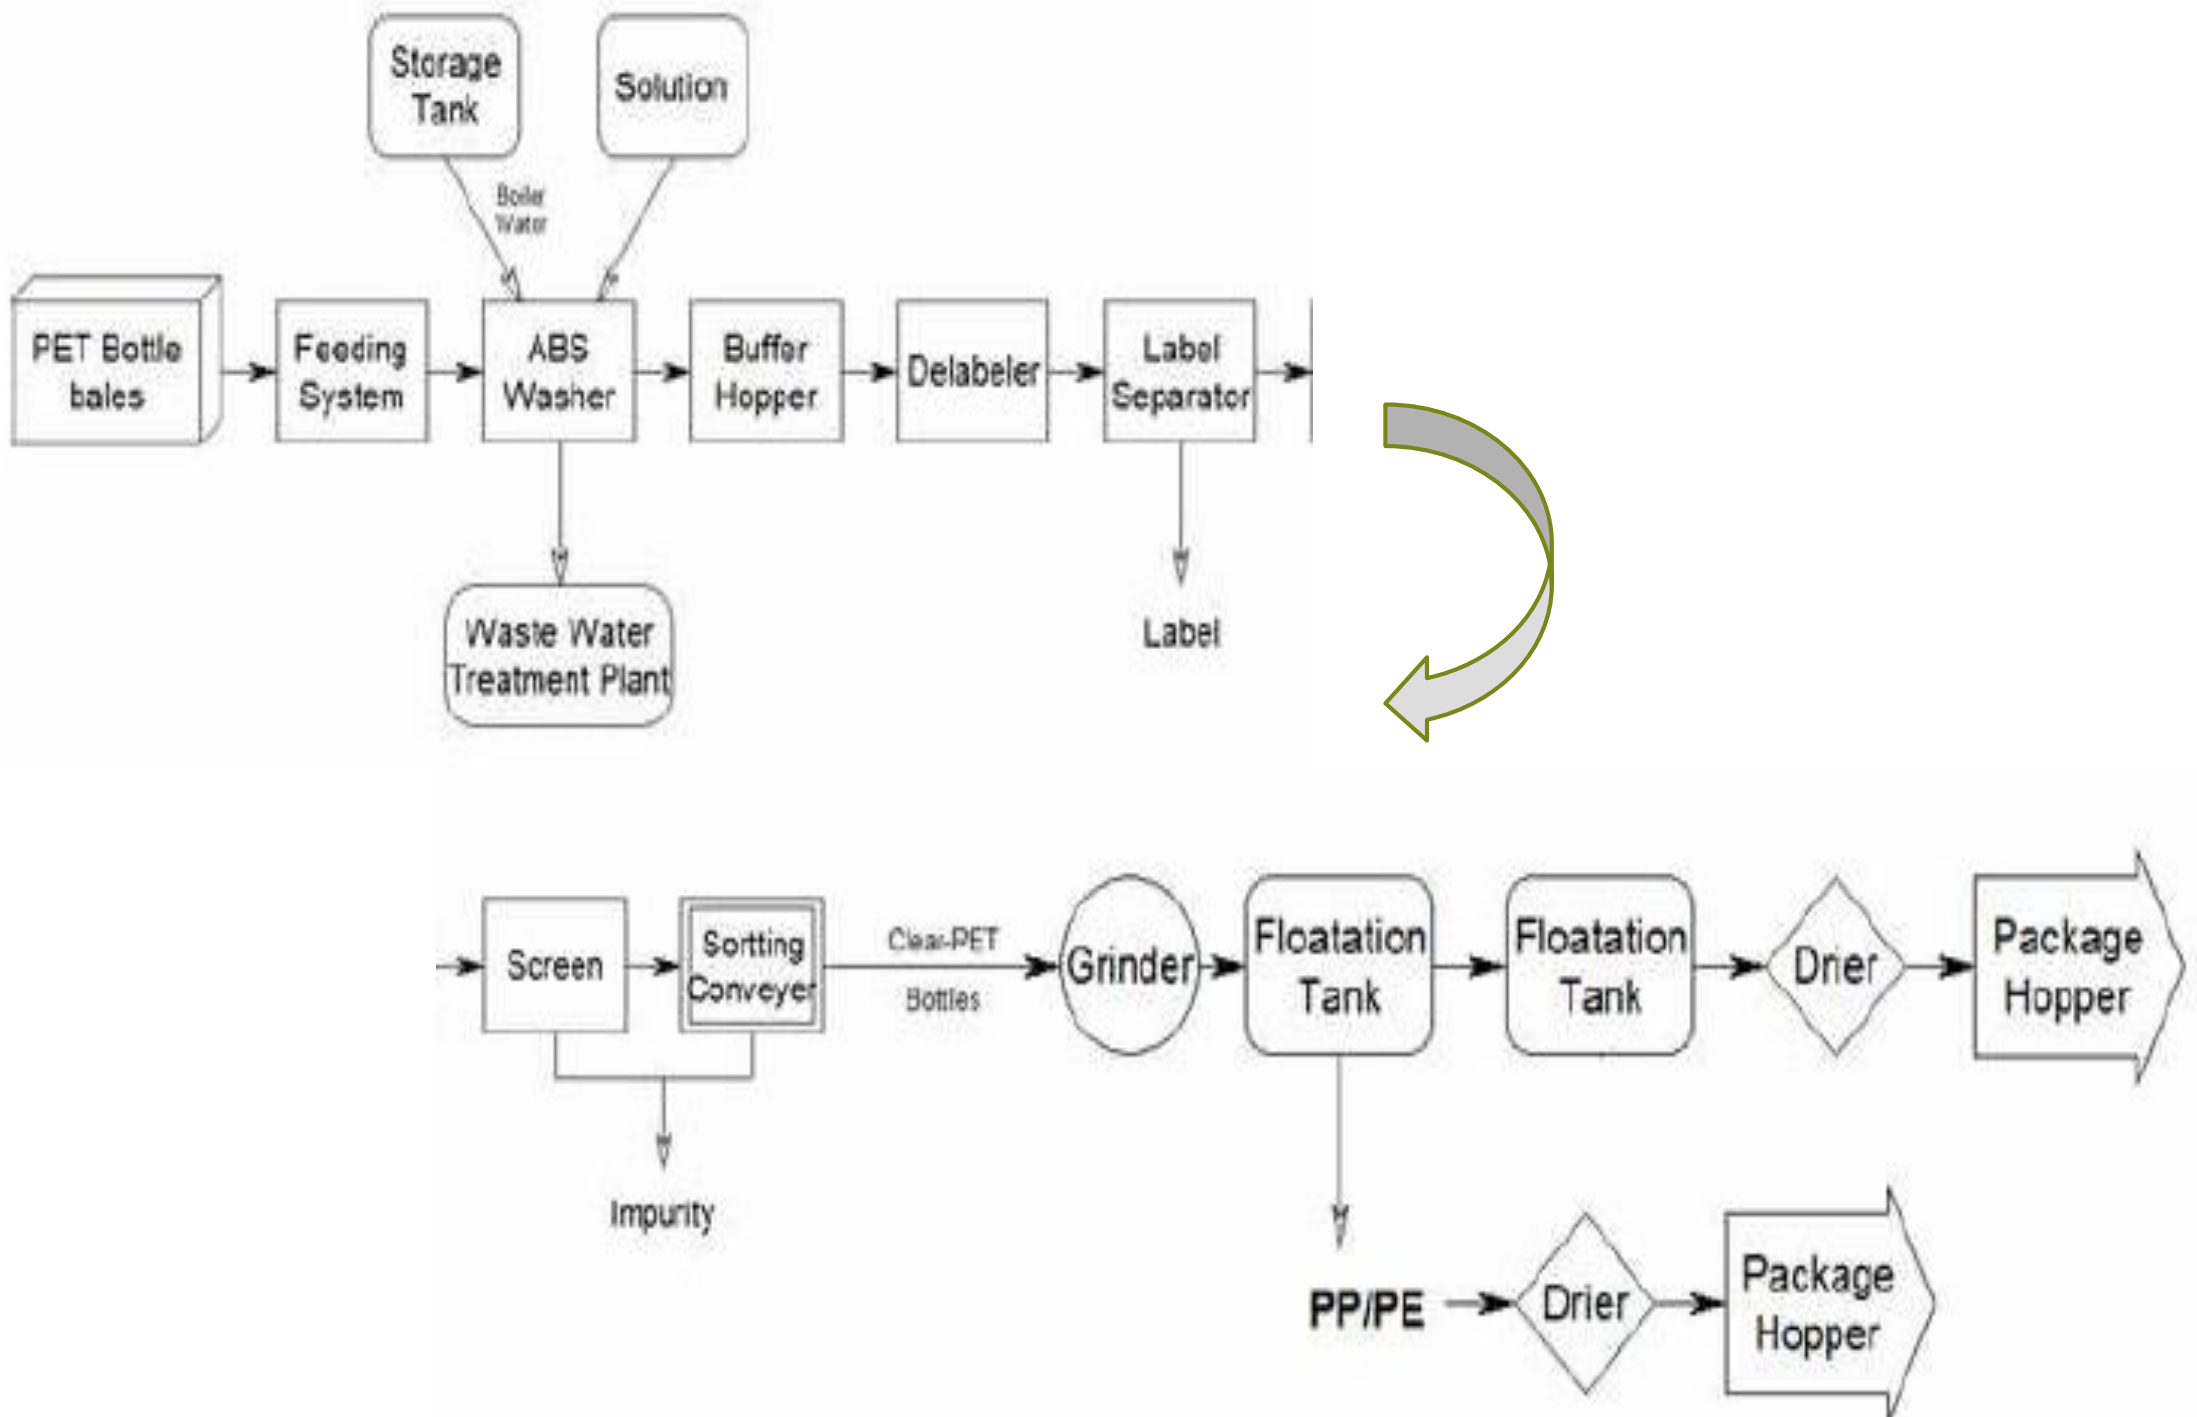 Storage
Tank
Solution
Boiler
Water
PET Bottle
bales
Feeding
System
ABS
Washer
Buffer
Hopper
Delabeler
Label
Separator
Waste Water
Treatment Plant
Label
Screen
Sortting
Conveyer
Clear-PET
Bottles
Grinder
Floatation
Tank
Floatation
Tank
Drier
Package
Hopper
Impurity
PP/PE
Drier
Package
Hopper